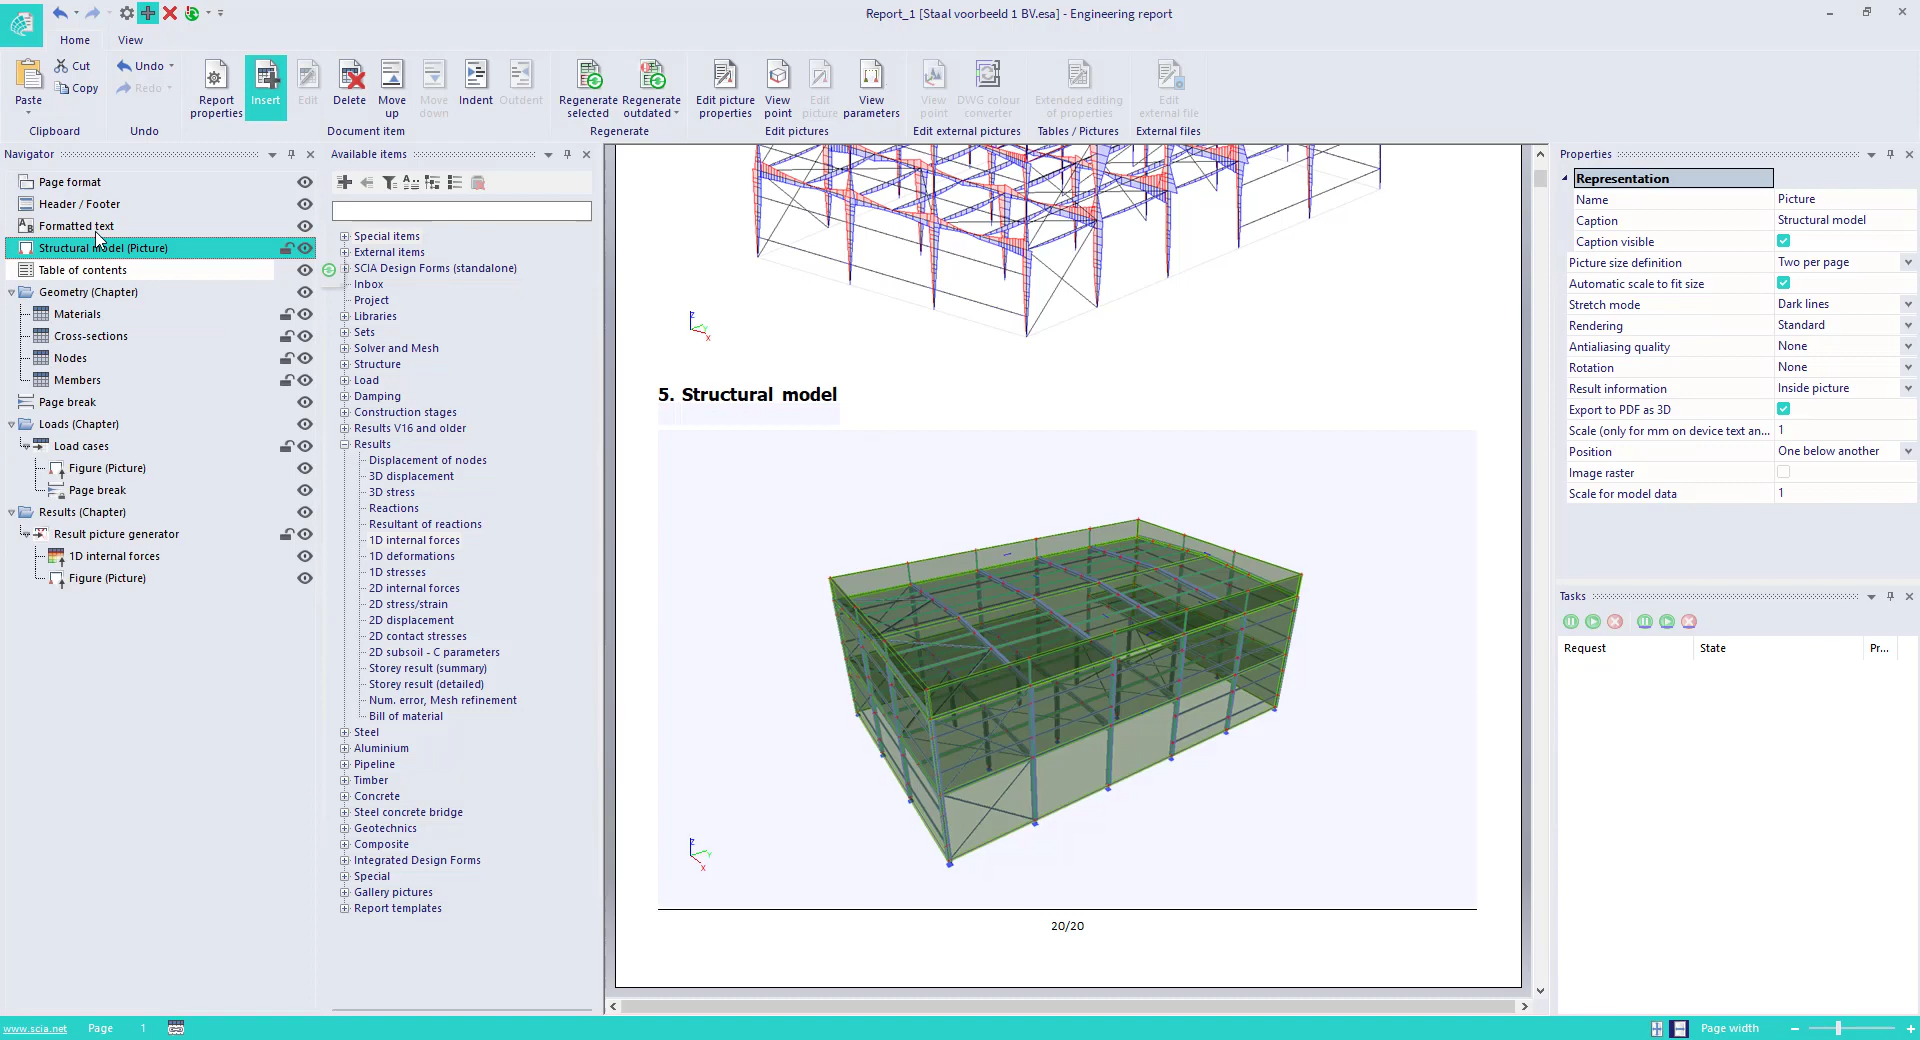 Report_1 [Staal voorbeeld 1 BV.esa] - Engineering report
Home View
Paste
Cut
Copy
Clipboard
Undo
Redo
Undo
Report properties
Insert
Edit
Delete
Move up
Move down
Indent
Outdent
Document item
Regenerate selected
Regenerate outdated
Regenerate
Edit picture properties
View point
Edit picture
View parameters
Edit pictures
View point
DWG colour converter
Edit external pictures
Extended editing of properties
Tables / Pictures
Edit external file
External files
Navigator
Page format
Header / Footer
Formatted text
Structural model (Picture)
Table of contents
Geometry (Chapter)
Materials
Cross-sections
Nodes
Members
Page break
Loads (Chapter)
Load cases
Figure (Picture)
Page break
Results (Chapter)
Result picture generator
1D internal forces
Figure (Picture)
Available items
Special items
External items
SCIA Design Forms (standalone)
Inbox
Project
Libraries
Sets
Solver and Mesh
Structure
Load
Damping
Construction stages
Results V16 and older
Results
Displacement of nodes
3D displacement
3D stress
Reactions
Resultant of reactions
1D internal forces
1D deformations
1D stresses
2D internal forces
2D stress/strain
2D displacement
2D contact stresses
2D subsoil - C parameters
Storey result (summary)
Storey result (detailed)
Num. error, Mesh refinement
Bill of material
Steel
Aluminium
Pipeline
Timber
Concrete
Steel concrete bridge
Geotechnics
Composite
Integrated Design Forms
Special
Gallery pictures
Report templates
Z
Y
X
5. Structural model
Z
Y
X
20/20
Properties
Representation
Name Picture
Caption Structural model
Caption visible
Picture size definition Two per page
Automatic scale to fit size
Stretch mode Dark lines
Rendering Standard
Antialiasing quality None
Rotation None
Result information Inside picture
Export to PDF as 3D
Scale (only for mm on device text an... 1
Position One below another
Image raster
Scale for model data 1
Tasks
Request State Pr...
www.scia.net Page 1
Page width